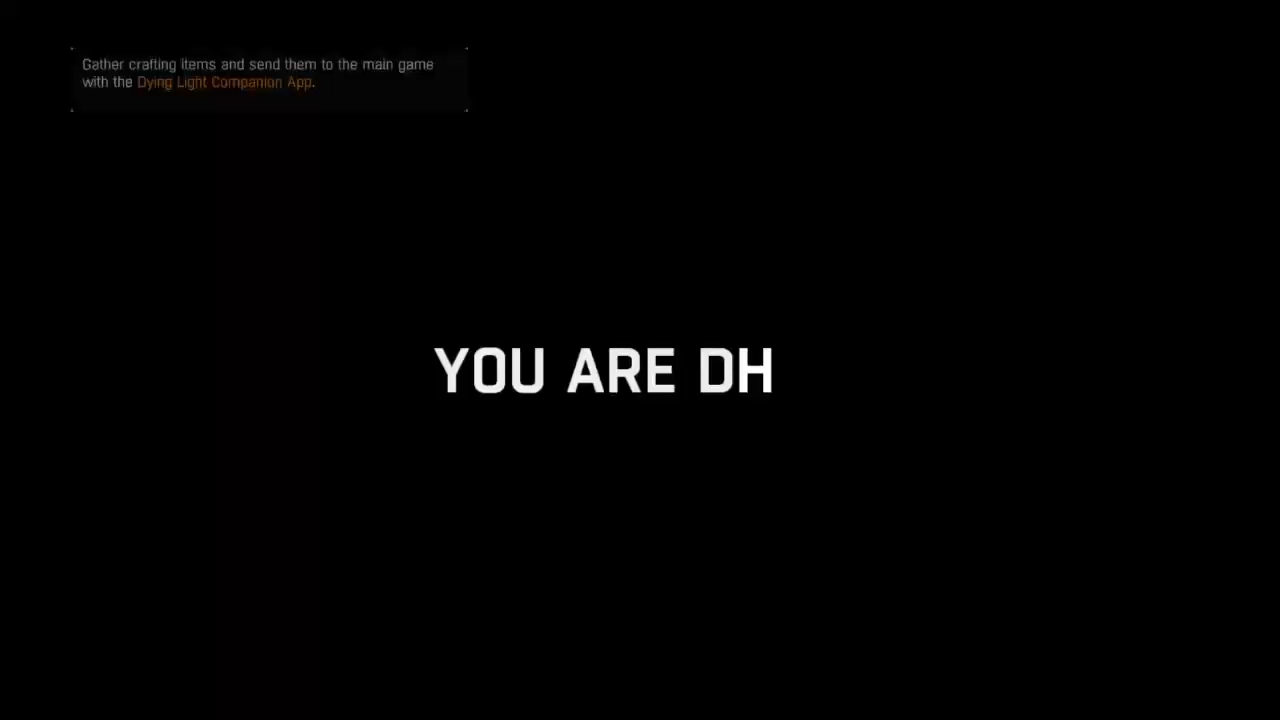 Gather crafting items and send them to the main game
with the Dying Light Companion App.
YOU ARE DH